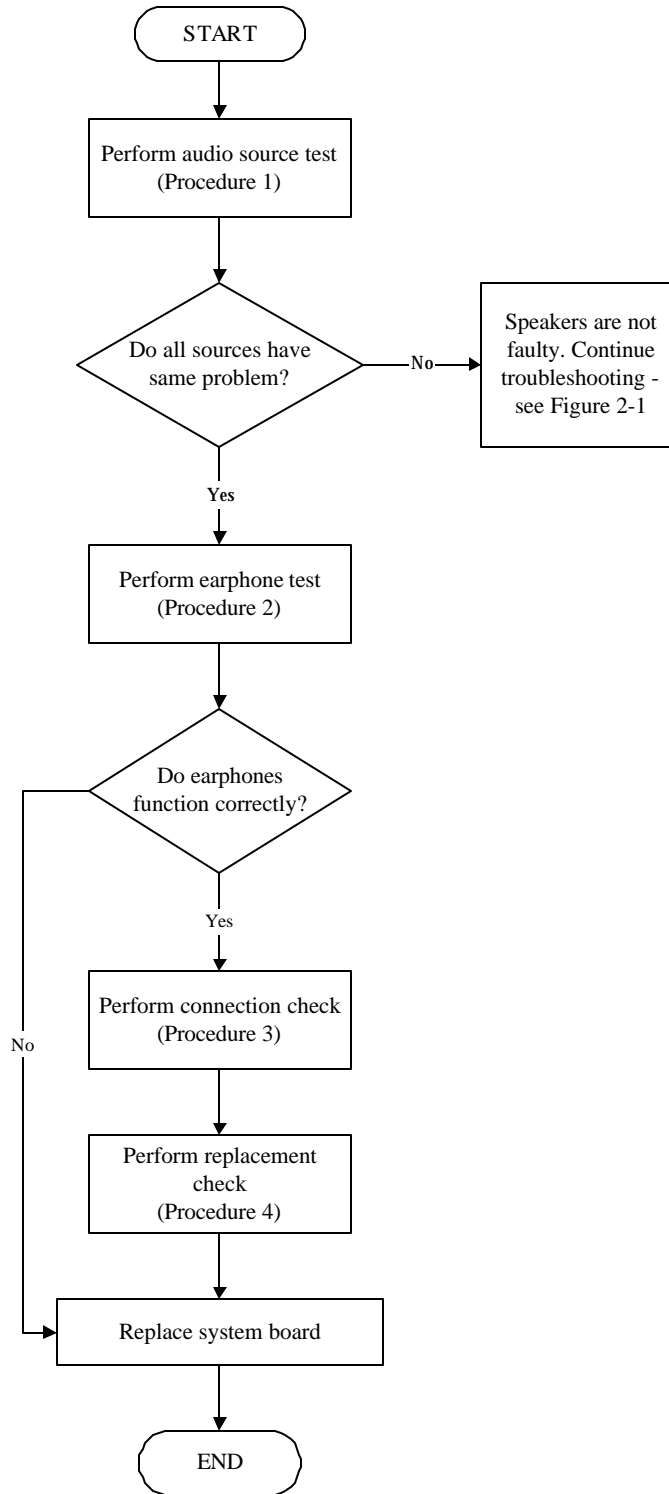 START
Perform audio source test
(Procedure 1)
Do all sources have
same problem?
No
Speakers are not
faulty. Continue
troubleshooting -
see Figure 2-1
Yes
Perform earphone test
(Procedure 2)
Do earphones
function correctly?
Yes
Perform connection check
(Procedure 3)
No
Perform replacement
check
(Procedure 4)
Replace system board
END